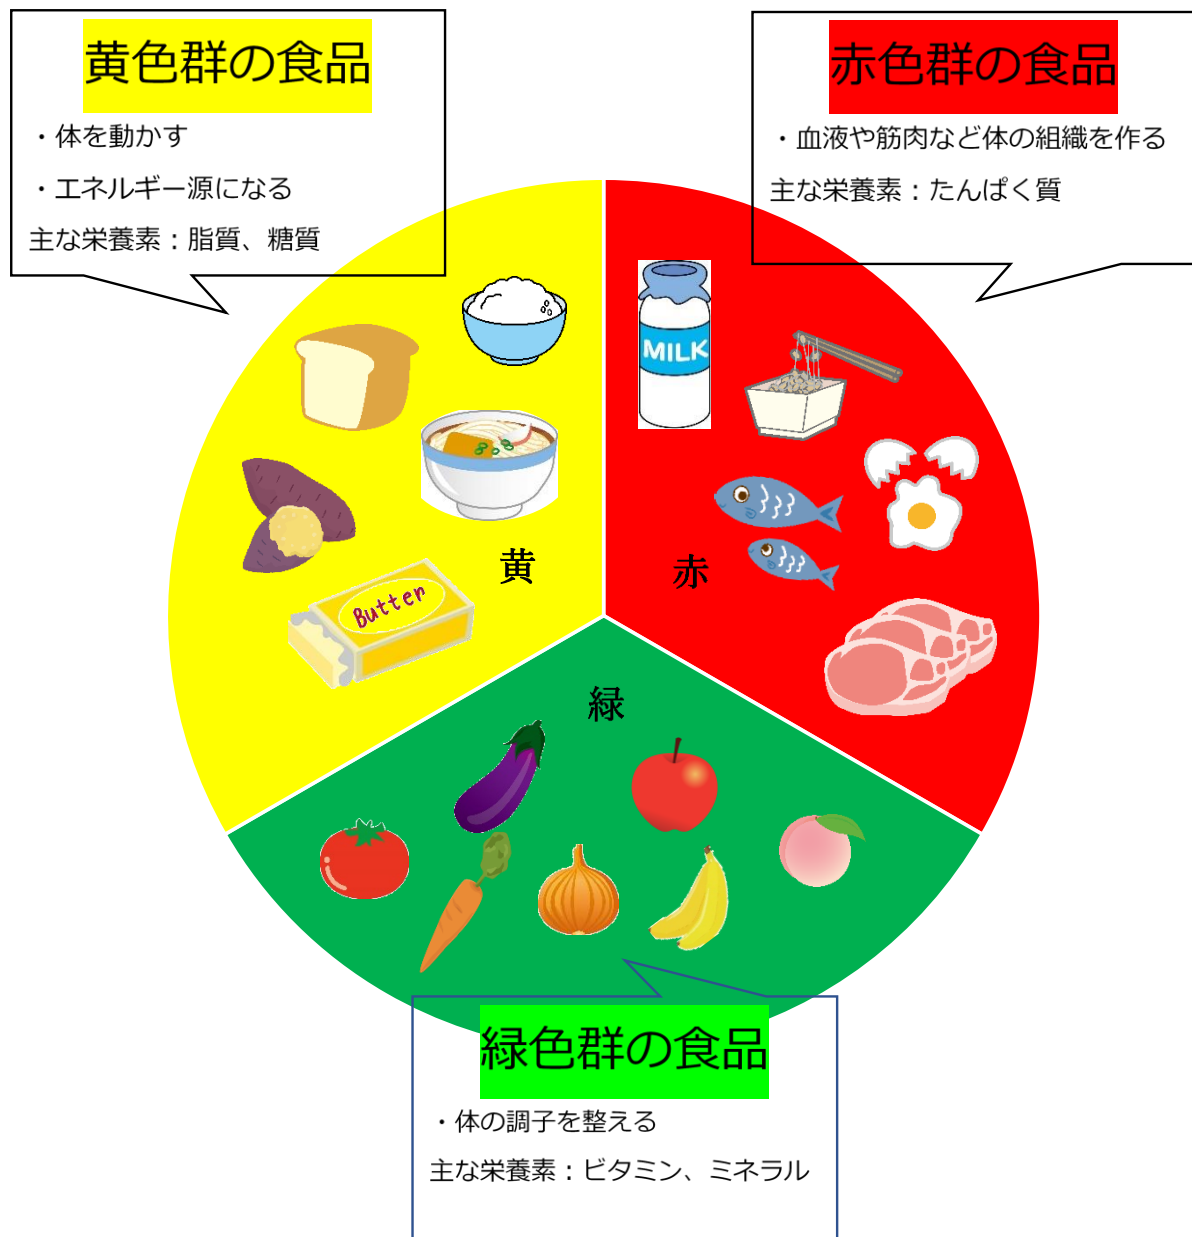 黄色群の食品
・体を動かす
・エネルギー源になる
主な栄養素：脂質、糖質
赤色群の食品
・血液や筋肉など体の組織を作る
主な栄養素：たんぱく質
MILK
黄
赤
Butter
緑
緑色群の食品
・体の調子を整える
主な栄養素：ビタミン、ミネラル